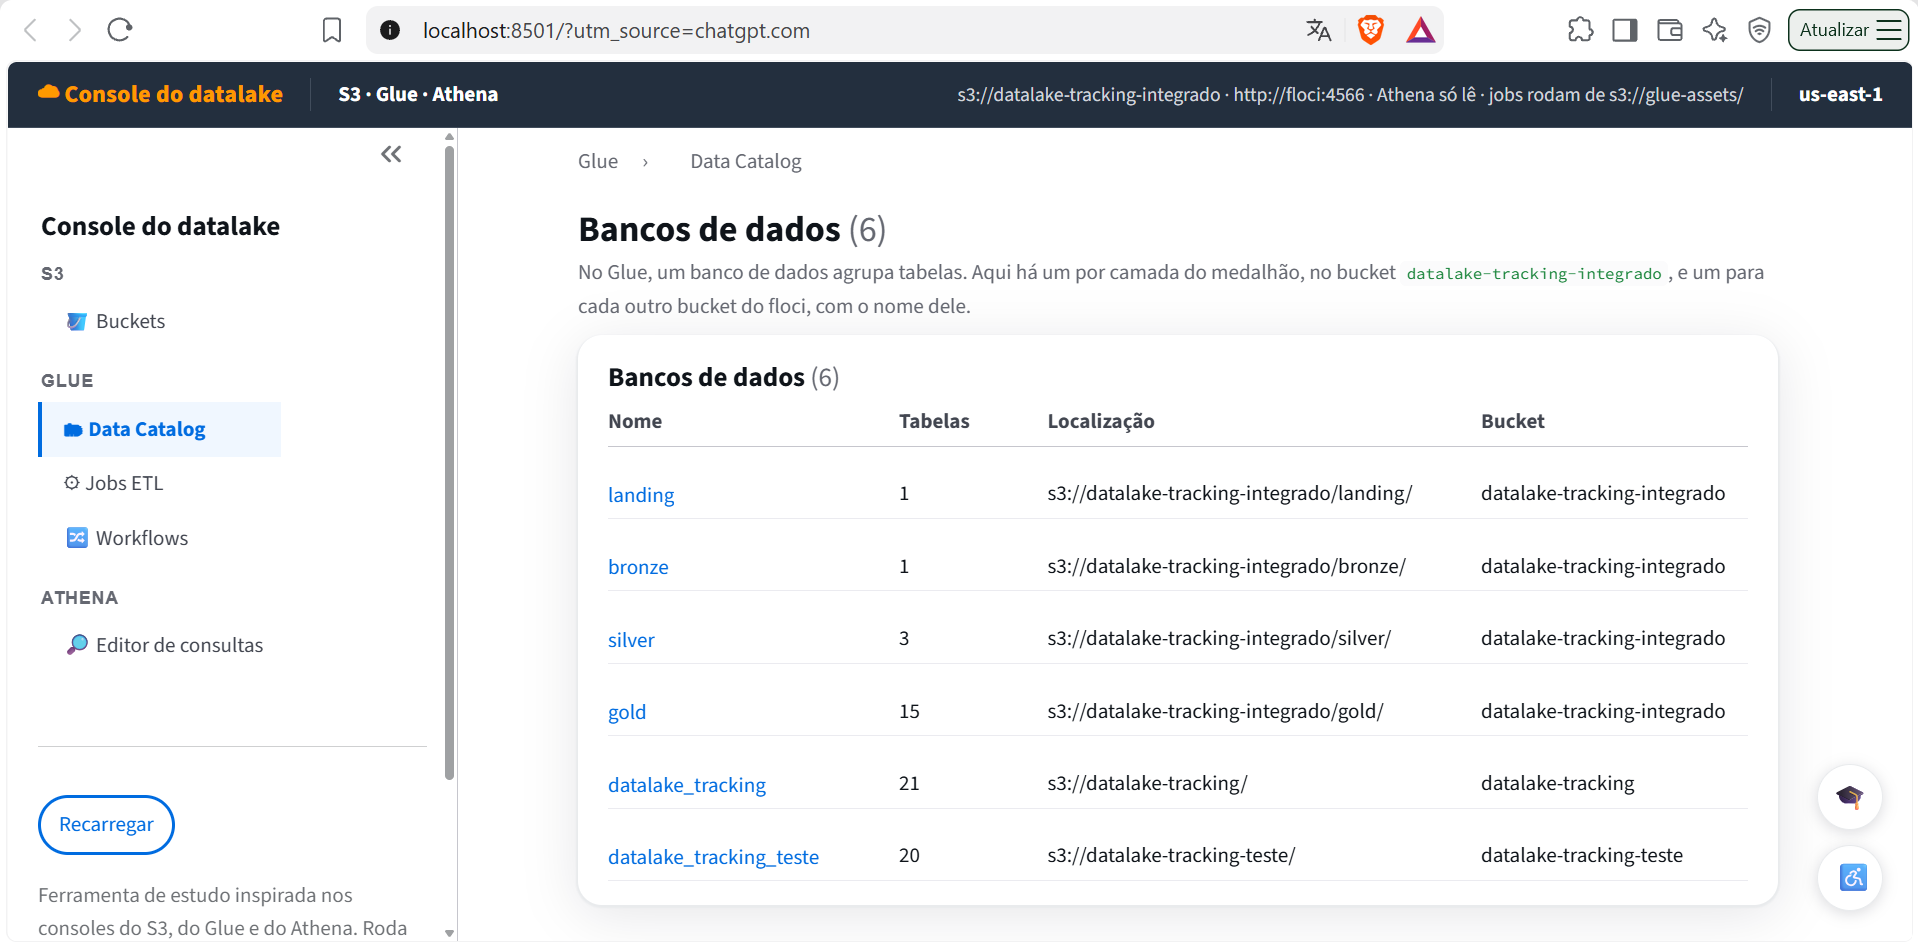 localhost:8501/?utm_source=chatgpt.com
Atualizar
Console do datalake
S3 · Glue · Athena
s3://datalake-tracking-integrado · http://floci:4566 · Athena só lê · jobs rodam de s3://glue-assets/
us-east-1
Console do datalake
S3
Buckets
GLUE
Data Catalog
Jobs ETL
Workflows
ATHENA
Editor de consultas
Recarregar
Ferramenta de estudo inspirada nos
consoles do S3, do Glue e do Athena. Roda
Glue › Data Catalog
Bancos de dados (6)
No Glue, um banco de dados agrupa tabelas. Aqui há um por camada do medalhão, no bucket datalake-tracking-integrado , e um para
cada outro bucket do floci, com o nome dele.
Bancos de dados (6)
Nome Tabelas Localização Bucket
landing 1 s3://datalake-tracking-integrado/landing/ datalake-tracking-integrado
bronze 1 s3://datalake-tracking-integrado/bronze/ datalake-tracking-integrado
silver 3 s3://datalake-tracking-integrado/silver/ datalake-tracking-integrado
gold 15 s3://datalake-tracking-integrado/gold/ datalake-tracking-integrado
datalake_tracking 21 s3://datalake-tracking/ datalake-tracking
datalake_tracking_teste 20 s3://datalake-tracking-teste/ datalake-tracking-teste